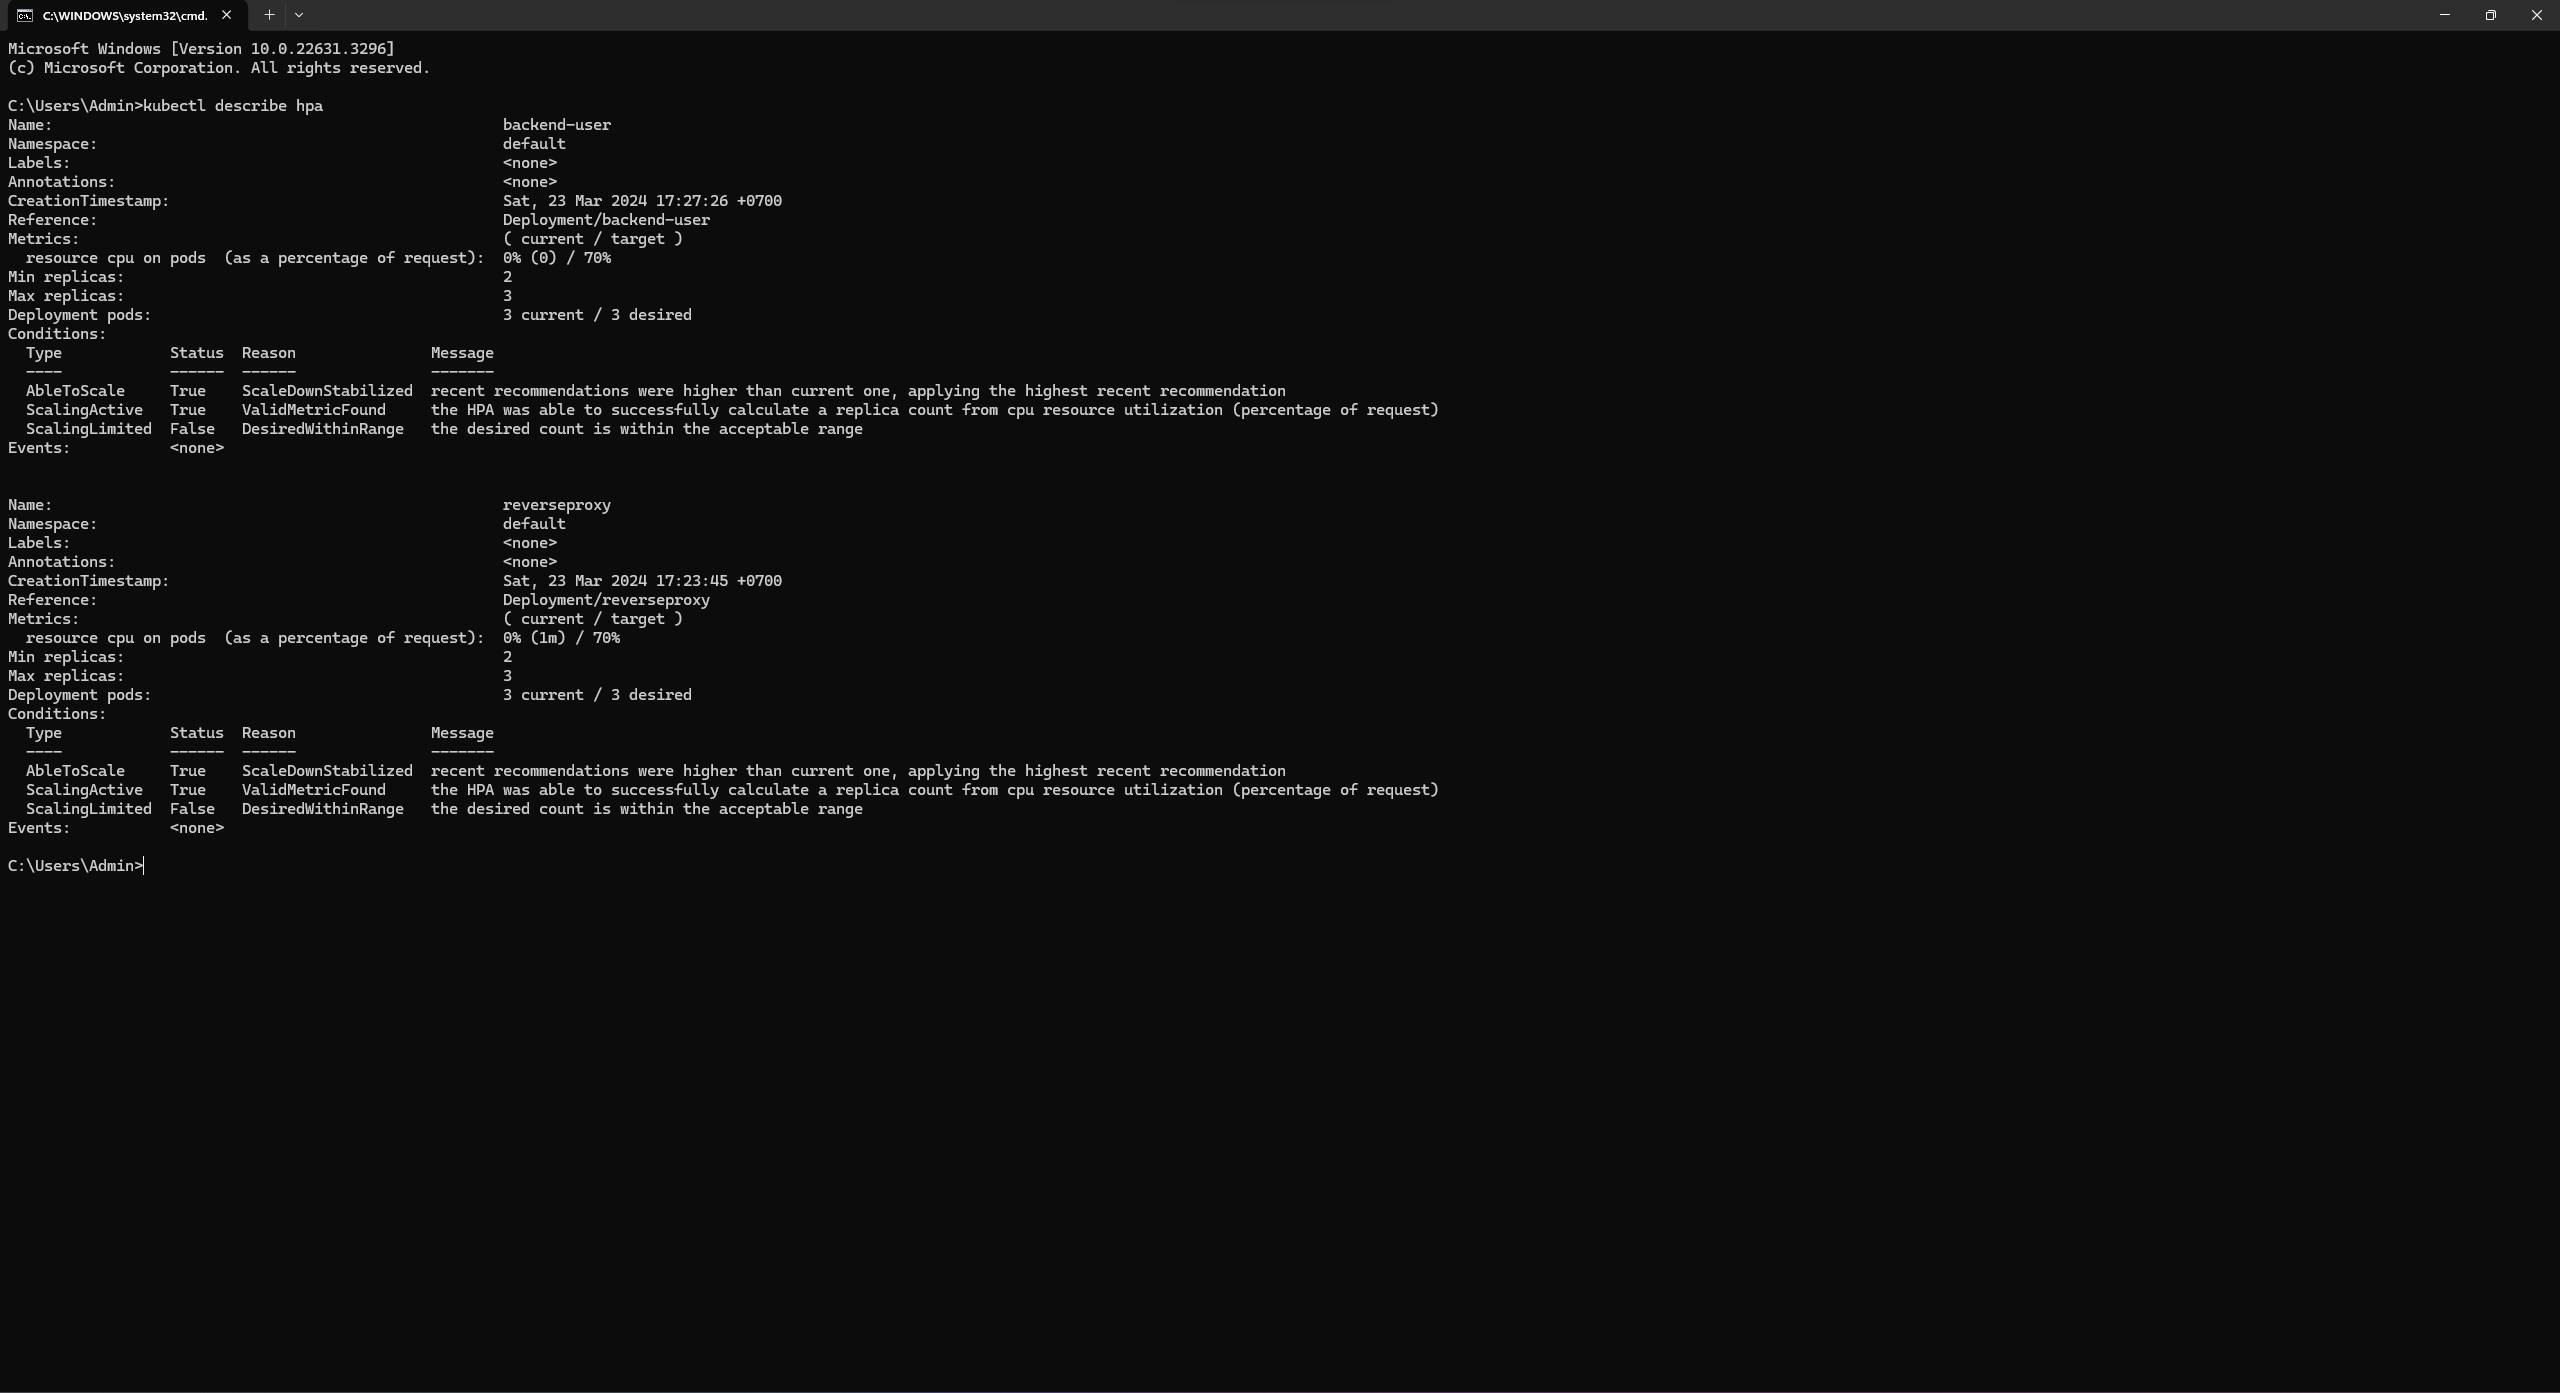 C:\WINDOWS\system32\cmd.
Microsoft Windows [Version 10.0.22631.3296]
(c) Microsoft Corporation. All rights reserved.
C:\Users\Admin>kubectl describe hpa
Name: backend-user
Namespace: default
Labels: <none>
Annotations: <none>
CreationTimestamp: Sat, 23 Mar 2024 17:27:26 +0700
Reference: Deployment/backend-user
Metrics: ( current / target )
resource cpu on pods (as a percentage of request): 0% (0) / 70%
Min replicas: 2
Max replicas: 3
Deployment pods: 3 current / 3 desired
Conditions:
Type Status Reason Message
---- ------ ------ -------
AbleToScale True ScaleDownStabilized recent recommendations were higher than current one, applying the highest recent recommendation
ScalingActive True ValidMetricFound the HPA was able to successfully calculate a replica count from cpu resource utilization (percentage of request)
ScalingLimited False DesiredWithinRange the desired count is within the acceptable range
Events: <none>
Name: reverseproxy
Namespace: default
Labels: <none>
Annotations: <none>
CreationTimestamp: Sat, 23 Mar 2024 17:23:45 +0700
Reference: Deployment/reverseproxy
Metrics: ( current / target )
resource cpu on pods (as a percentage of request): 0% (1m) / 70%
Min replicas: 2
Max replicas: 3
Deployment pods: 3 current / 3 desired
Conditions:
Type Status Reason Message
---- ------ ------ -------
AbleToScale True ScaleDownStabilized recent recommendations were higher than current one, applying the highest recent recommendation
ScalingActive True ValidMetricFound the HPA was able to successfully calculate a replica count from cpu resource utilization (percentage of request)
ScalingLimited False DesiredWithinRange the desired count is within the acceptable range
Events: <none>
C:\Users\Admin>